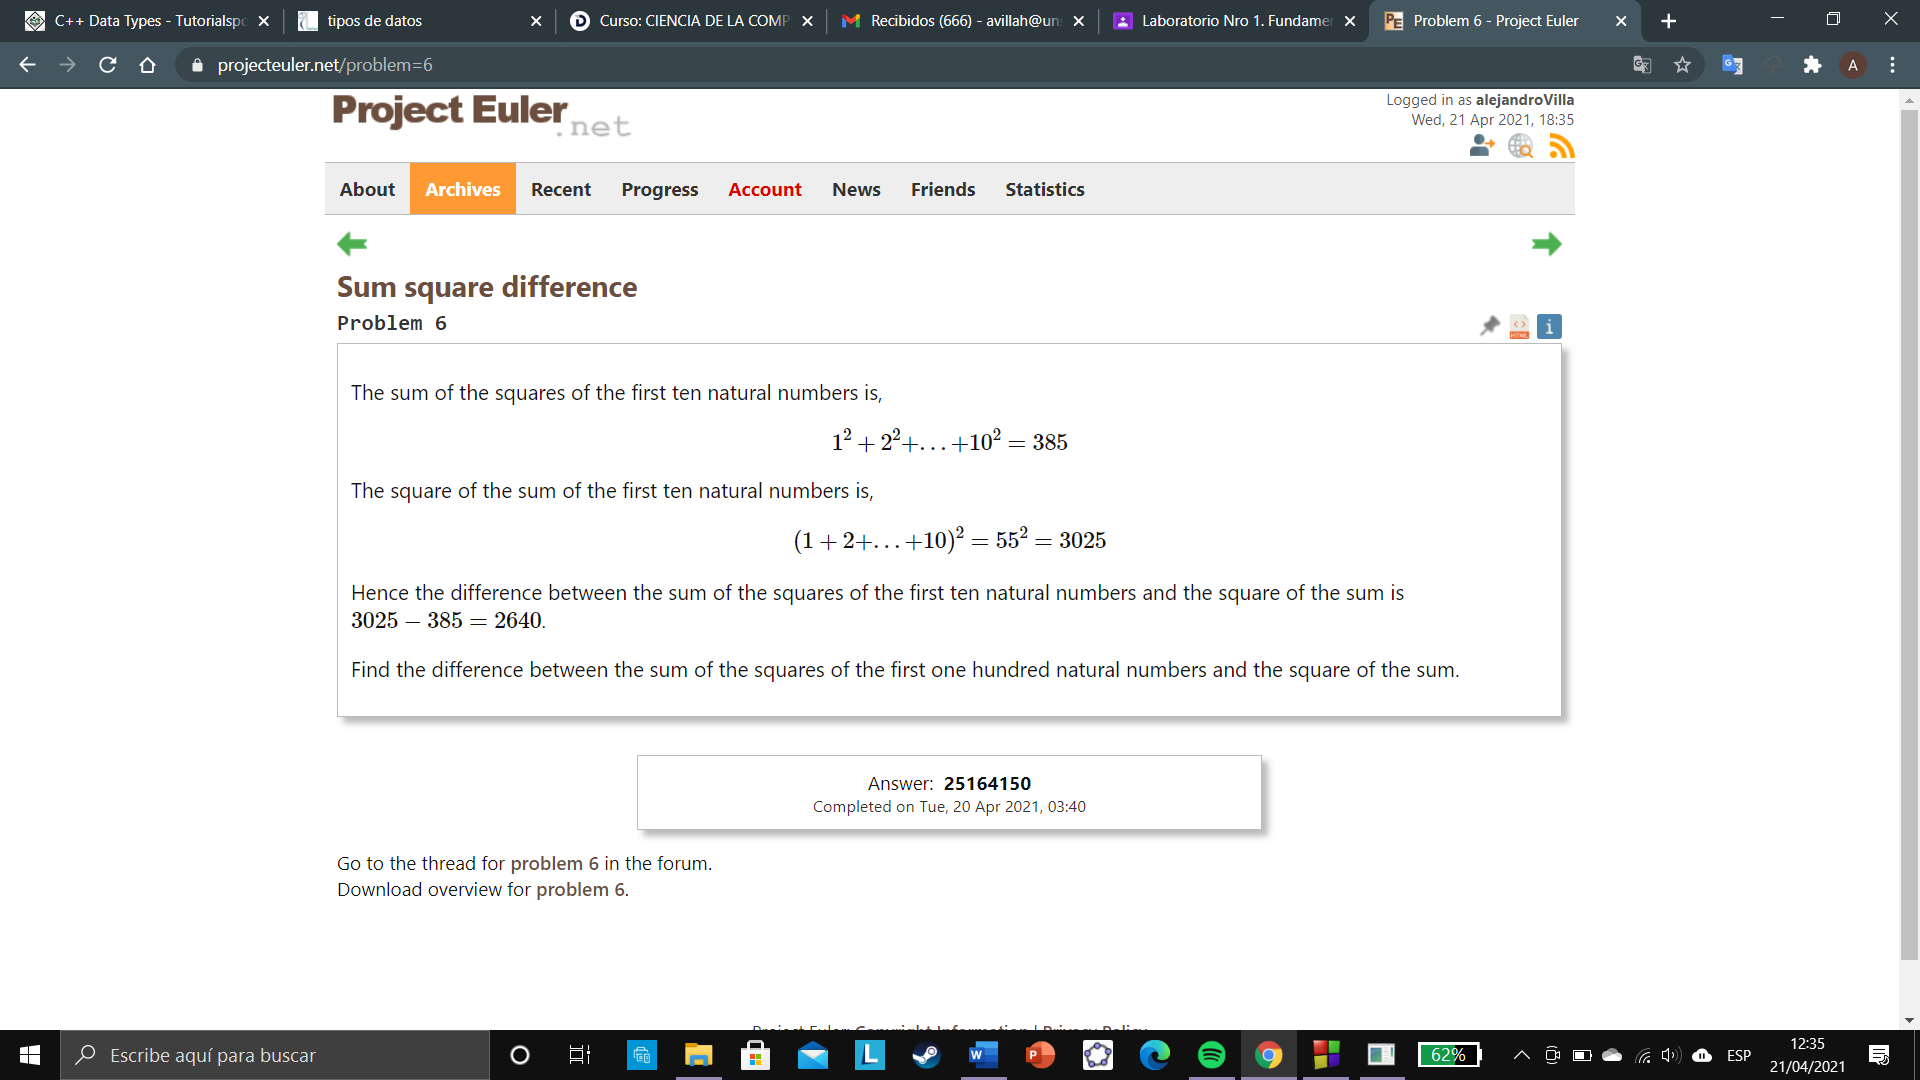 C++ Data Types - Tutorialspo
tipos de datos
Curso: CIENCIA DE LA COMP
Recibidos (666) - avillah@uns
Laboratorio Nro 1. Fundamen
Problem 6 - Project Euler
projecteuler.net/problem=6
A
Project Euler.net
Logged in as alejandroVilla
Wed, 21 Apr 2021, 18:35
About Archives Recent Progress Account News Friends Statistics
Sum square difference
Problem 6
The sum of the squares of the first ten natural numbers is,
1² + 2²+...+10² = 385
The square of the sum of the first ten natural numbers is,
(1 + 2+...+10)² = 55² = 3025
Hence the difference between the sum of the squares of the first ten natural numbers and the square of the sum is
3025 − 385 = 2640.
Find the difference between the sum of the squares of the first one hundred natural numbers and the square of the sum.
Answer: 25164150
Completed on Tue, 20 Apr 2021, 03:40
Go to the thread for problem 6 in the forum.
Download overview for problem 6.
Project Euler: Copyright Information | Privacy Policy
Escribe aquí para buscar
62%
ESP
12:35
21/04/2021